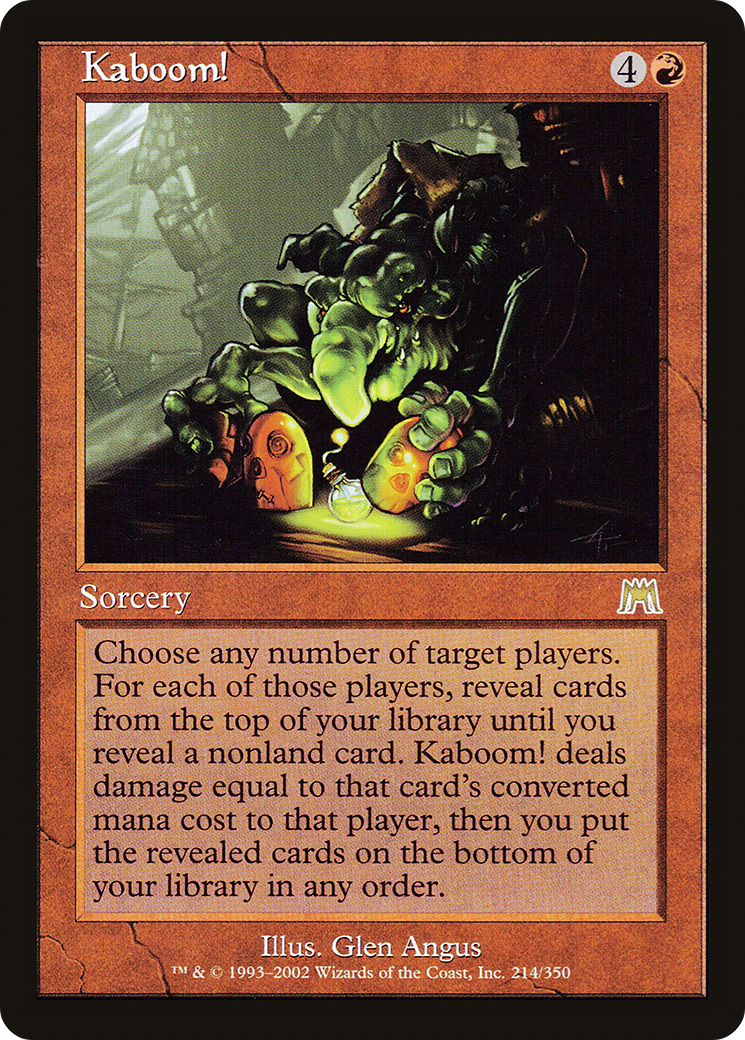 Kaboom! 4
Sorcery
Choose any number of target players.
For each of those players, reveal cards
from the top of your library until you
reveal a nonland card. Kaboom! deals
damage equal to that card's converted
mana cost to that player, then you put
the revealed cards on the bottom of
your library in any order.
Illus. Glen Angus
™ & © 1993–2002 Wizards of the Coast, Inc. 214/350